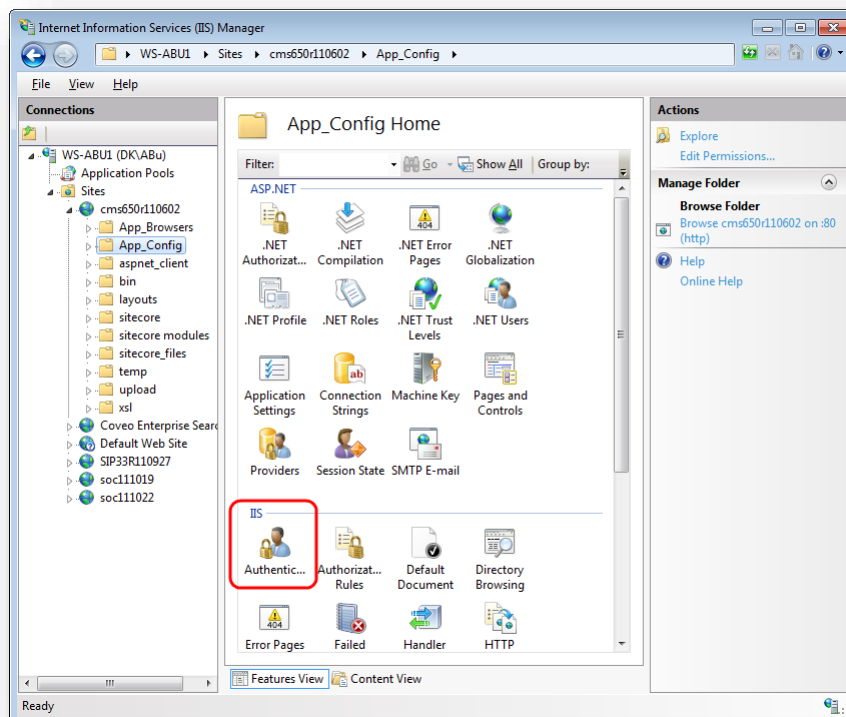 Internet Information Services (IIS) Manager
WS-ABU1 Sites cms650r110602 App_Config
File View Help
Connections
WS-ABU1 (DK\ABu)
Application Pools
Sites
cms650r110602
App_Browsers
App_Config
aspnet_client
bin
layouts
sitecore
sitecore modules
sitecore_files
temp
upload
xsl
Coveo Enterprise Sear
Default Web Site
SIP33R110927
soc111019
soc111022
App_Config Home
Filter: Go Show All Group by:
ASP.NET
.NET Authorizat...
.NET Compilation
.NET Error Pages
.NET Globalization
.NET Profile
.NET Roles
.NET Trust Levels
.NET Users
Application Settings
Connection Strings
Machine Key
Pages and Controls
Providers
Session State
SMTP E-mail
IIS
Authentic...
Authorizat... Rules
Default Document
Directory Browsing
Error Pages
Failed
Handler
HTTP
Features View Content View
Actions
Explore
Edit Permissions...
Manage Folder
Browse Folder
Browse cms650r110602 on :80
(http)
Help
Online Help
Ready